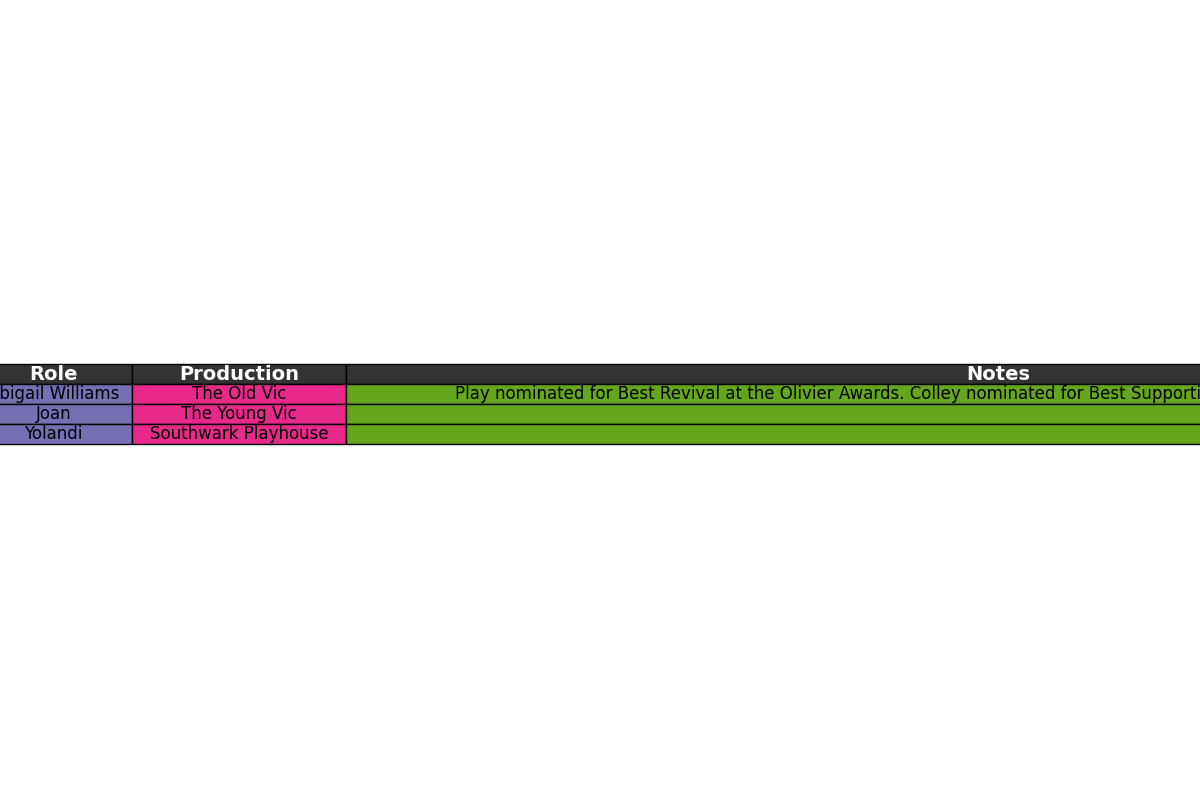 Role Production Notes
bigail Williams The Old Vic Play nominated for Best Revival at the Olivier Awards. Colley nominated for Best Supporti
Joan The Young Vic
Yolandi Southwark Playhouse